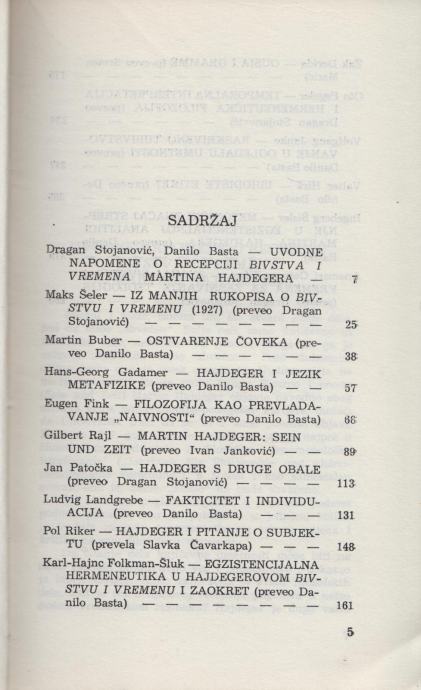 SADRŽAJ
Dragan Stojanović, Danilo Basta — UVODNE
NAPOMENE O RECEPCIJI BIVSTVA I
VREMENA MARTINA HAJDEGERA — 7
Maks Šeler — IZ MANJIH RUKOPISA O BIV-
STVU I VREMENU (1927) (preveo Dragan
Stojanović) — — — — — — — 25
Martin Buber — OSTVARENJE ČOVEKA (pre-
veo Danilo Basta) — — — — — 38
Hans-Georg Gadamer — HAJDEGER I JEZIK
METAFIZIKE (preveo Danilo Basta) — — 57
Eugen Fink — FILOZOFIJA KAO PREVLADA-
VANJE „NAIVNOSTI“ (preveo Danilo Basta) 66
Gilbert Rajl — MARTIN HAJDEGER: SEIN
UND ZEIT (preveo Ivan Janković) — — 89
Jan Patočka — HAJDEGER S DRUGE OBALE
(preveo Dragan Stojanović) — — — — 113
Ludvig Landgrebe — FAKTICITET I INDIVIDU-
ACIJA (preveo Danilo Basta) — — — 131
Pol Riker — HAJDEGER I PITANJE O SUBJEK-
TU (prevela Slavka Čavarkapa) — — — 148
Karl-Hajnc Folkman-Šluk — EGZISTENCIJALNA
HERMENEUTIKA U HAJDEGEROVOM BIV-
STVU I VREMENU I ZAOKRET (preveo Da-
nilo Basta) — — — — — — — 161
5